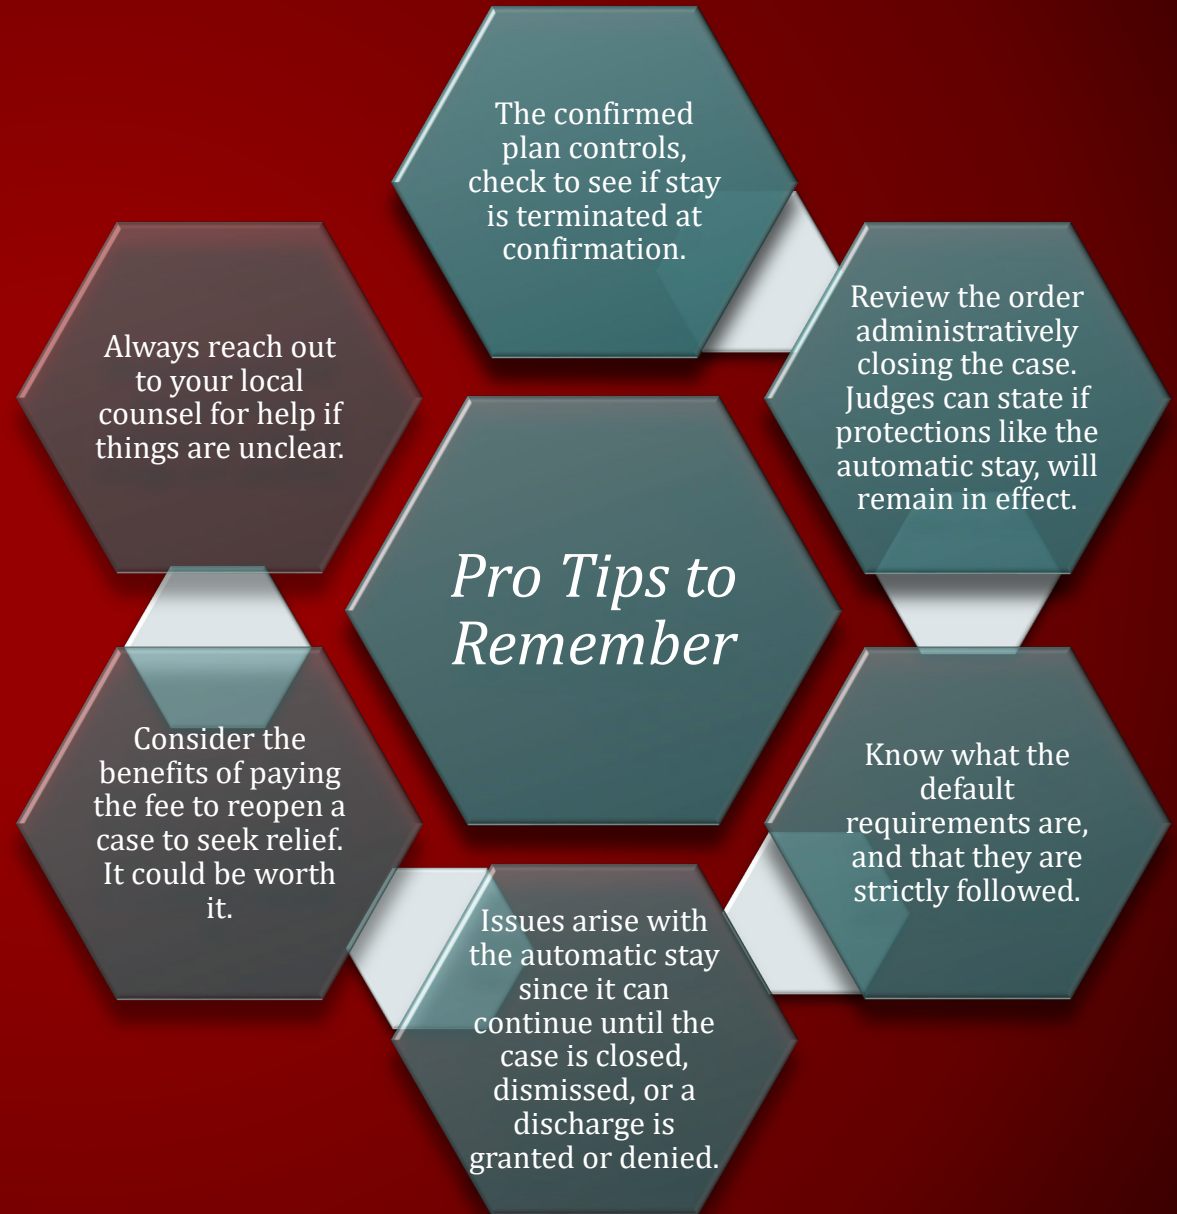 Pro Tips to
Remember
The confirmed
plan controls,
check to see if stay
is terminated at
confirmation.
Review the order
administratively
closing the case.
Judges can state if
protections like the
automatic stay, will
remain in effect.
Know what the
default
requirements are,
and that they are
strictly followed.
Issues arise with
the automatic stay
since it can
continue until the
case is closed,
dismissed, or a
discharge is
granted or denied.
Consider the
benefits of paying
the fee to reopen a
case to seek relief.
It could be worth
it.
Always reach out
to your local
counsel for help if
things are unclear.